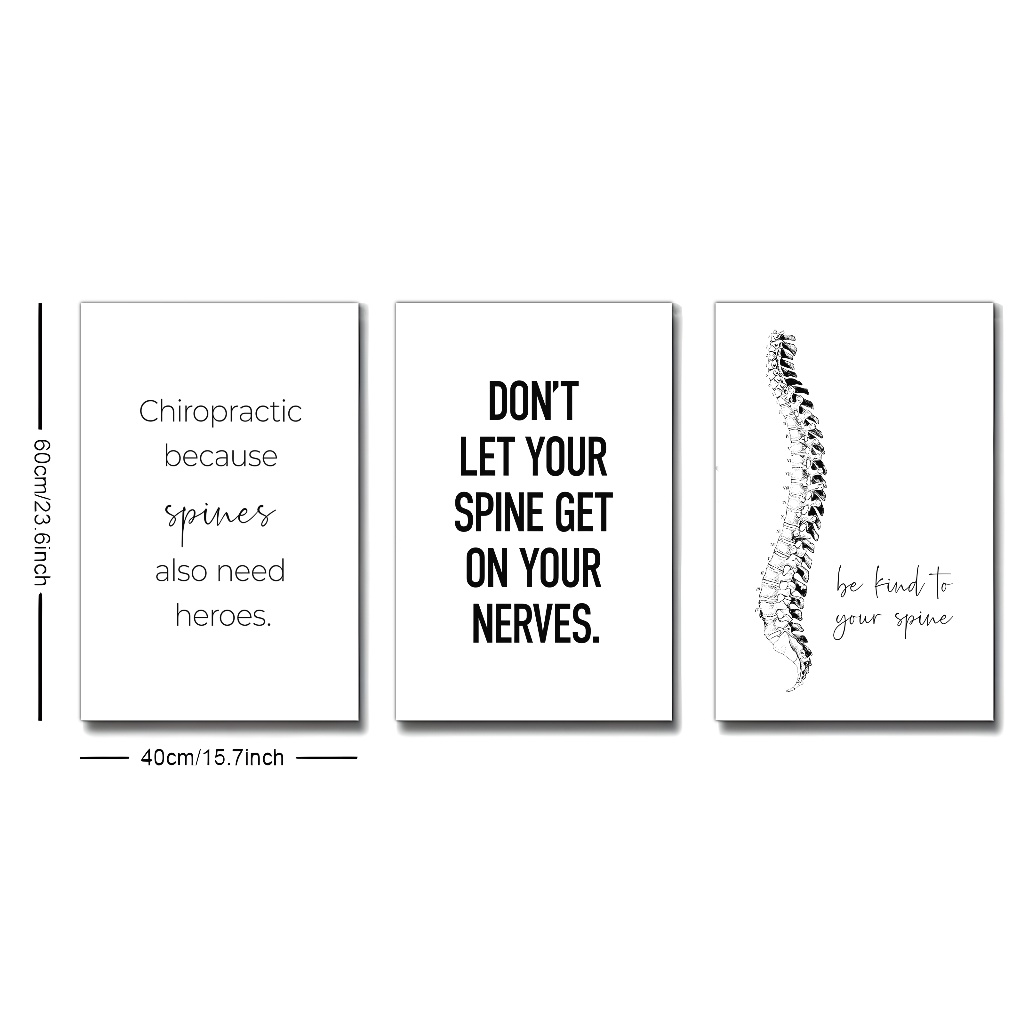 60cm/23.6inch
Chiropractic
because
spines
also need
heroes.
DON'T
LET YOUR
SPINE GET
ON YOUR
NERVES.
be kind to
your spine
40cm/15.7inch